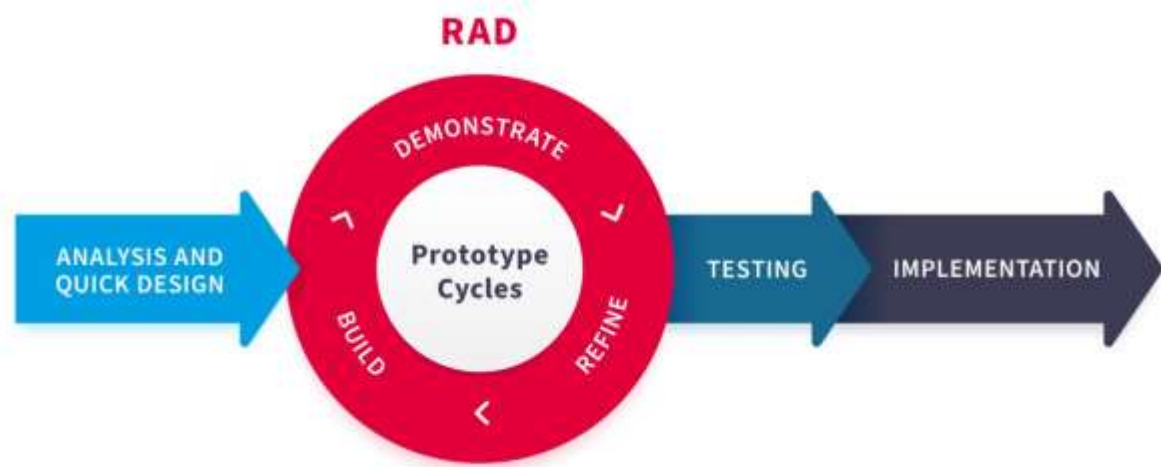 RAD
ANALYSIS AND
QUICK DESIGN
DEMONSTRATE
Prototype
Cycles
BUILD
REFINE
TESTING
IMPLEMENTATION